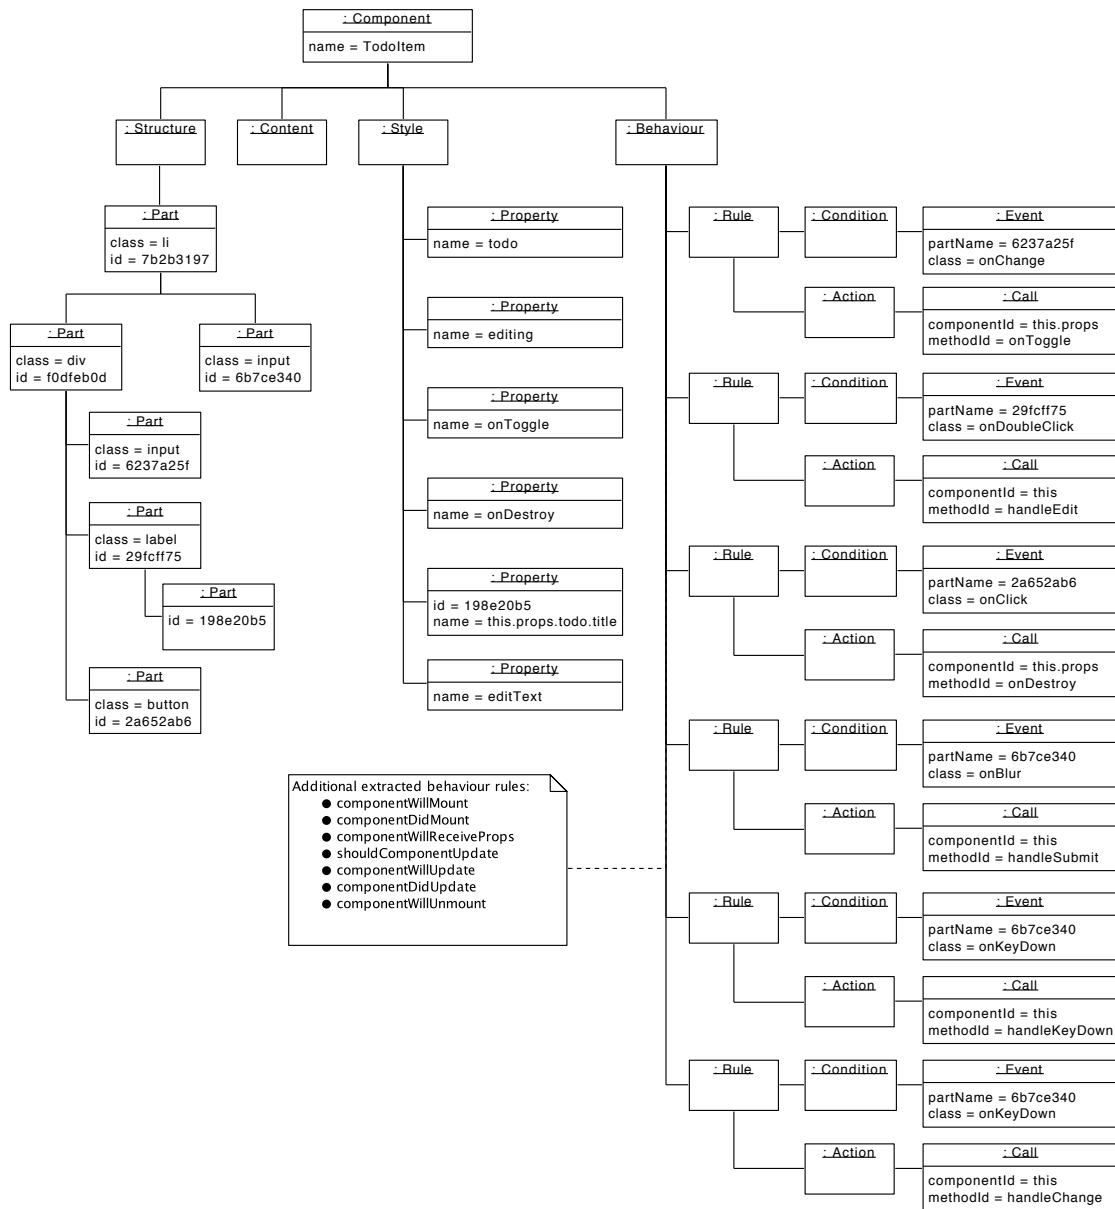 : Component
name = TodoItem
: Structure
: Content
: Style
: Behaviour
: Part
class = li
id = 7b2b3197
: Part
class = div
id = f0dfeb0d
: Part
class = input
id = 6b7ce340
: Part
class = input
id = 6237a25f
: Part
class = label
id = 29fcff75
: Part
id = 198e20b5
: Part
class = button
id = 2a652ab6
: Property
name = todo
: Property
name = editing
: Property
name = onToggle
: Property
name = onDestroy
: Property
id = 198e20b5
name = this.props.todo.title
: Property
name = editText
Additional extracted behaviour rules:
● componentWillMount
● componentDidMount
● componentWillReceiveProps
● shouldComponentUpdate
● componentWillUpdate
● componentDidUpdate
● componentWillUnmount
: Rule
: Condition
: Event
partName = 6237a25f
class = onChange
: Action
: Call
componentId = this.props
methodId = onToggle
: Rule
: Condition
: Event
partName = 29fcff75
class = onDoubleClick
: Action
: Call
componentId = this
methodId = handleEdit
: Rule
: Condition
: Event
partName = 2a652ab6
class = onClick
: Action
: Call
componentId = this.props
methodId = onDestroy
: Rule
: Condition
: Event
partName = 6b7ce340
class = onBlur
: Action
: Call
componentId = this
methodId = handleSubmit
: Rule
: Condition
: Event
partName = 6b7ce340
class = onKeyDown
: Action
: Call
componentId = this
methodId = handleKeyDown
: Rule
: Condition
: Event
partName = 6b7ce340
class = onKeyDown
: Action
: Call
componentId = this
methodId = handleChange